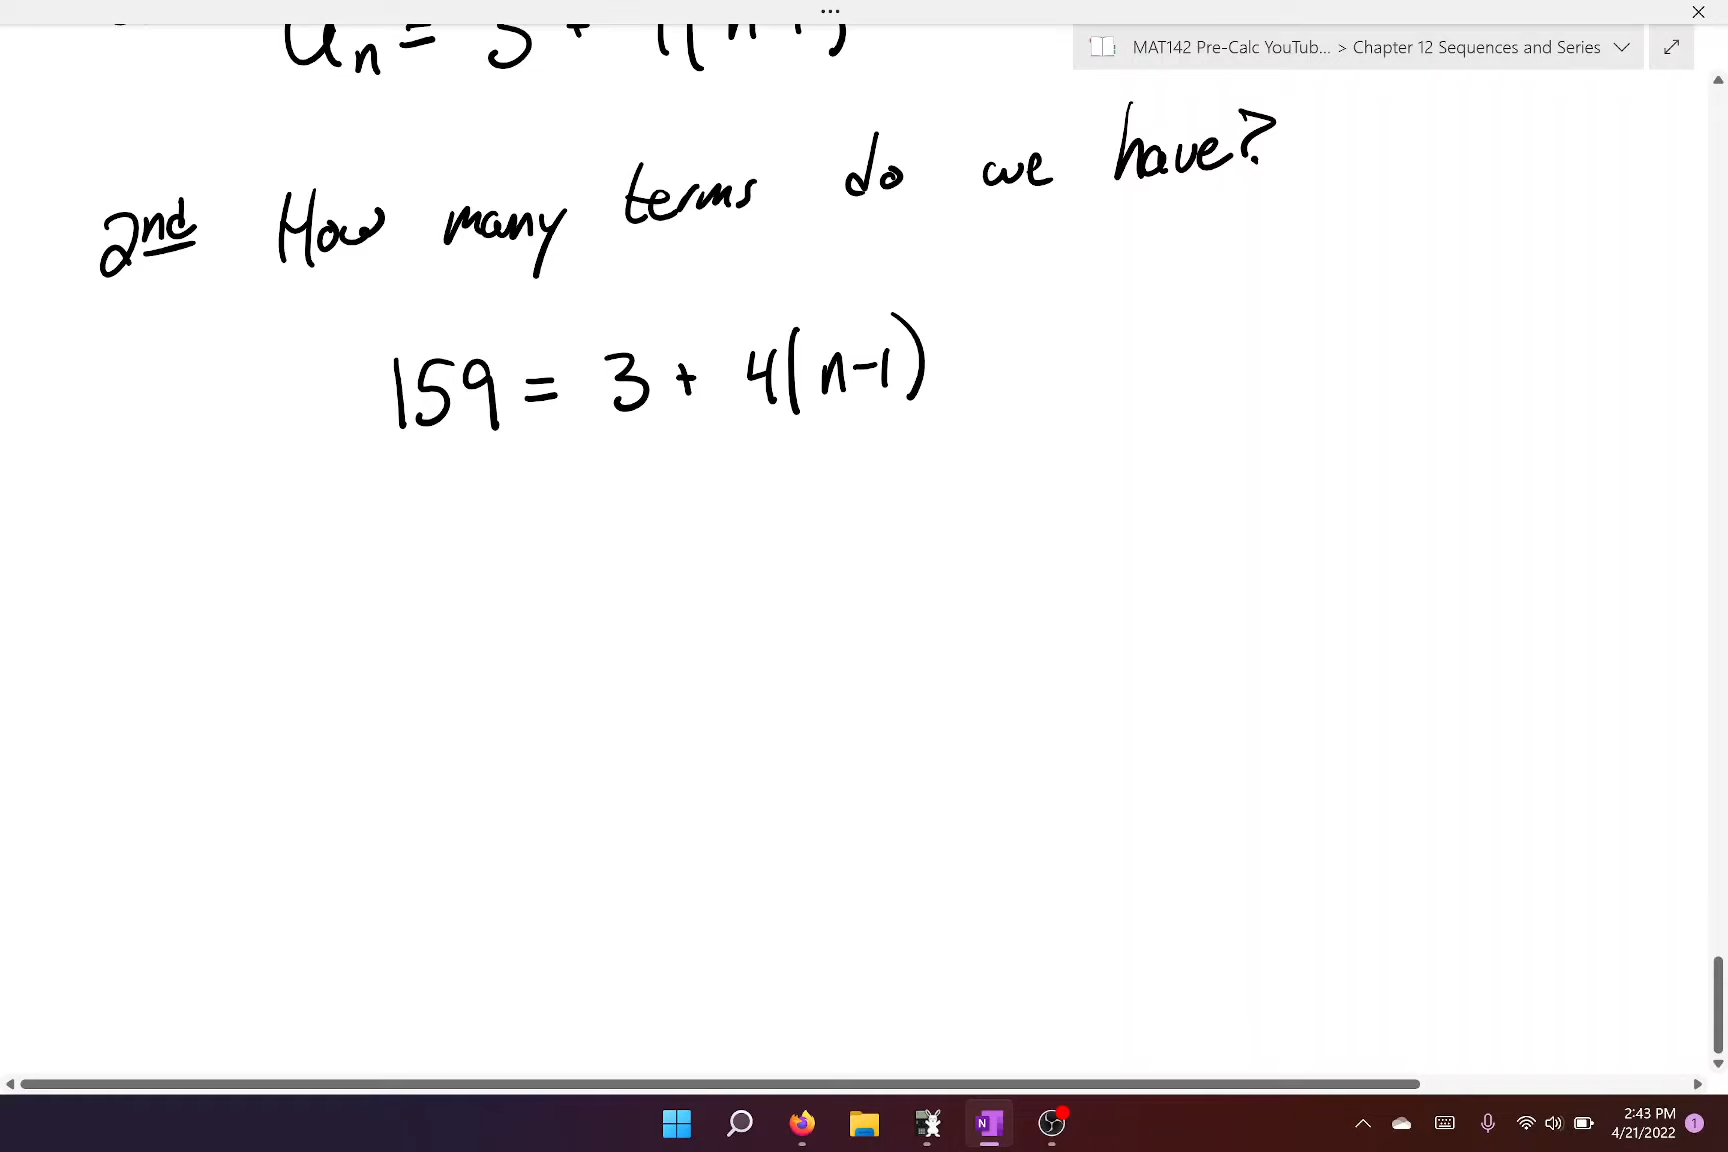 MAT142 Pre-Calc YouTub... > Chapter 12 Sequences and Series
2nd How many terms do we have?
159 = 3 + 4(n-1)
2:43 PM
4/21/2022
1